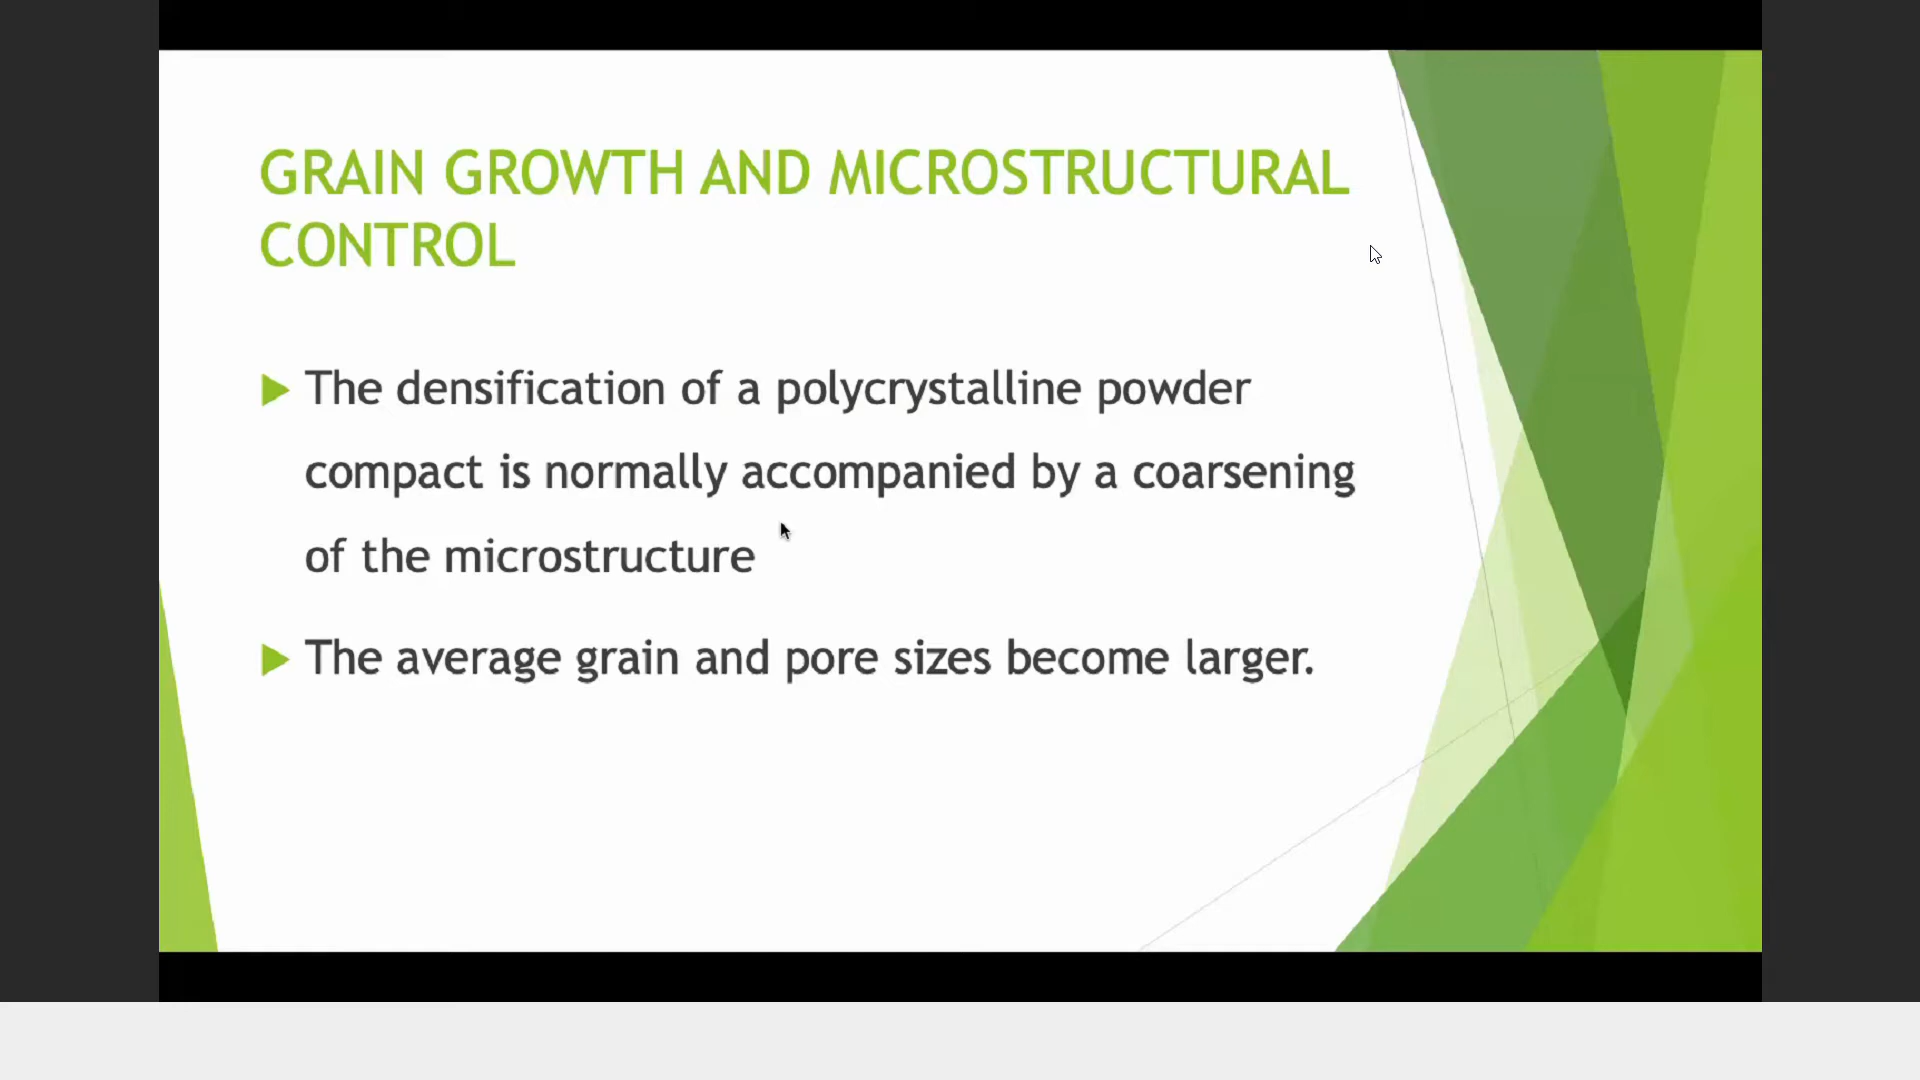 GRAIN GROWTH AND MICROSTRUCTURAL
CONTROL
The densification of a polycrystalline powder
compact is normally accompanied by a coarsening
of the microstructure
The average grain and pore sizes become larger.